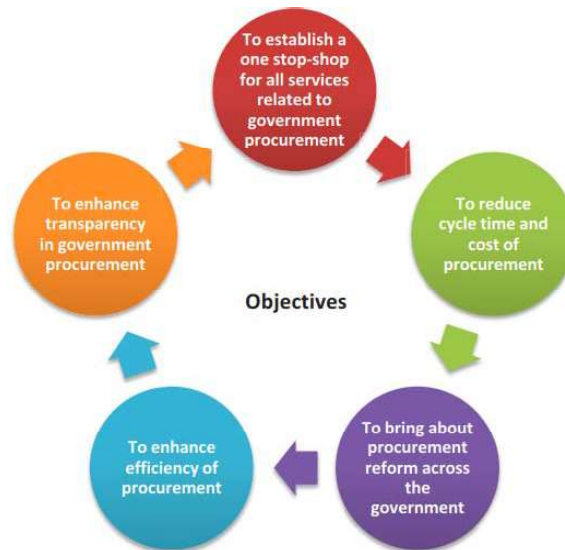 To establish a
one stop-shop
for all services
related to
government
procurement
To reduce
cycle time and
cost of
procurement
To bring about
procurement
reform across
the
government
To enhance
efficiency of
procurement
To enhance
transparency
in government
procurement
Objectives